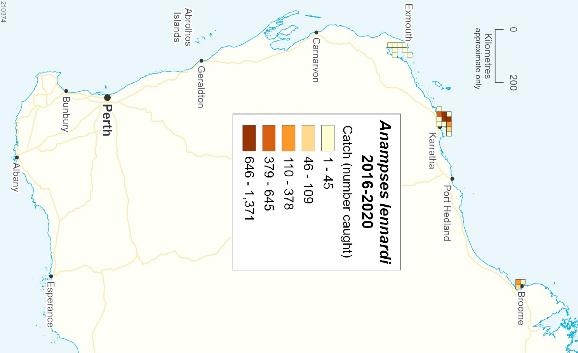 Anampses lennardi
2016-2020
Catch (number caught)
1 - 45
46 - 109
110 - 378
379 - 645
646 - 1,371
0
200
Kilometres
approximate only
Broome
Port Hedland
Karratha
Exmouth
Carnarvon
Abrolhos
Islands
Geraldton
Perth
Bunbury
Albany
Esperance
210374